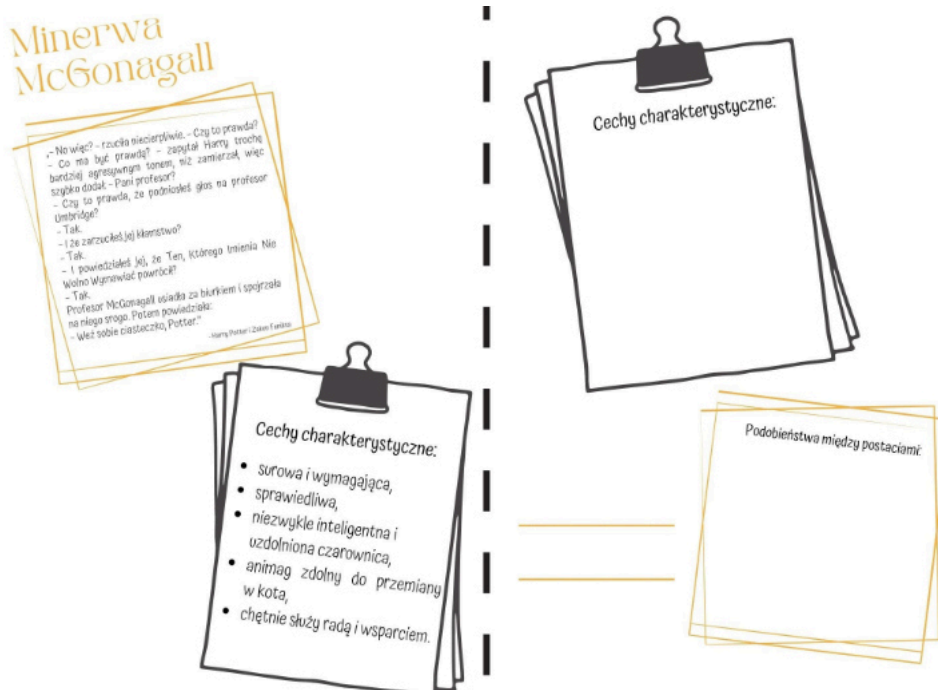 Minerwa
McGonagall
„- No więc? - rzuciła niecierpliwie. - Czy to prawda?
- Co ma być prawdą? - zapytał Harry trochę
bardziej agresywnym tonem, niż zamierzał, więc
szybko dodał: - Pani profesor?
- Czy to prawda, że podniosłeś głos na profesor
Umbridge?
- Tak.
- I że zarzuciłeś jej kłamstwo?
- Tak.
- I powiedziałeś jej, że Ten, Którego Imienia Nie
Wolno Wymawiać powrócił?
- Tak.
Profesor McGonagall usiadła za biurkiem i spojrzała
na niego srogo. Potem powiedziała:
- Weź sobie ciasteczko, Potter."
-Harry Potter i Zakon Feniksa
Cechy charakterystyczne:
• surowa i wymagająca,
• sprawiedliwa,
• niezwykle inteligentna i
uzdolniona czarownica,
• animag zdolny do przemiany
w kota,
• chętnie służy radą i wsparciem.
Cechy charakterystyczne:
Podobieństwa między postaciami: